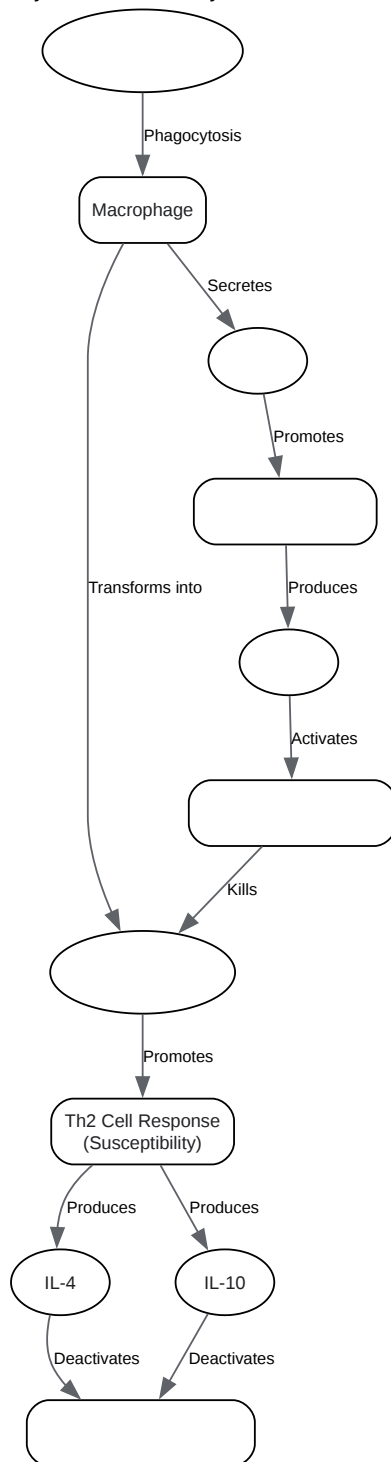 Phagocytosis
Macrophage
Secretes
Promotes
Transforms into
Produces
Activates
Kills
Promotes
Th2 Cell Response
(Susceptibility)
Produces
Produces
IL-4
IL-10
Deactivates
Deactivates